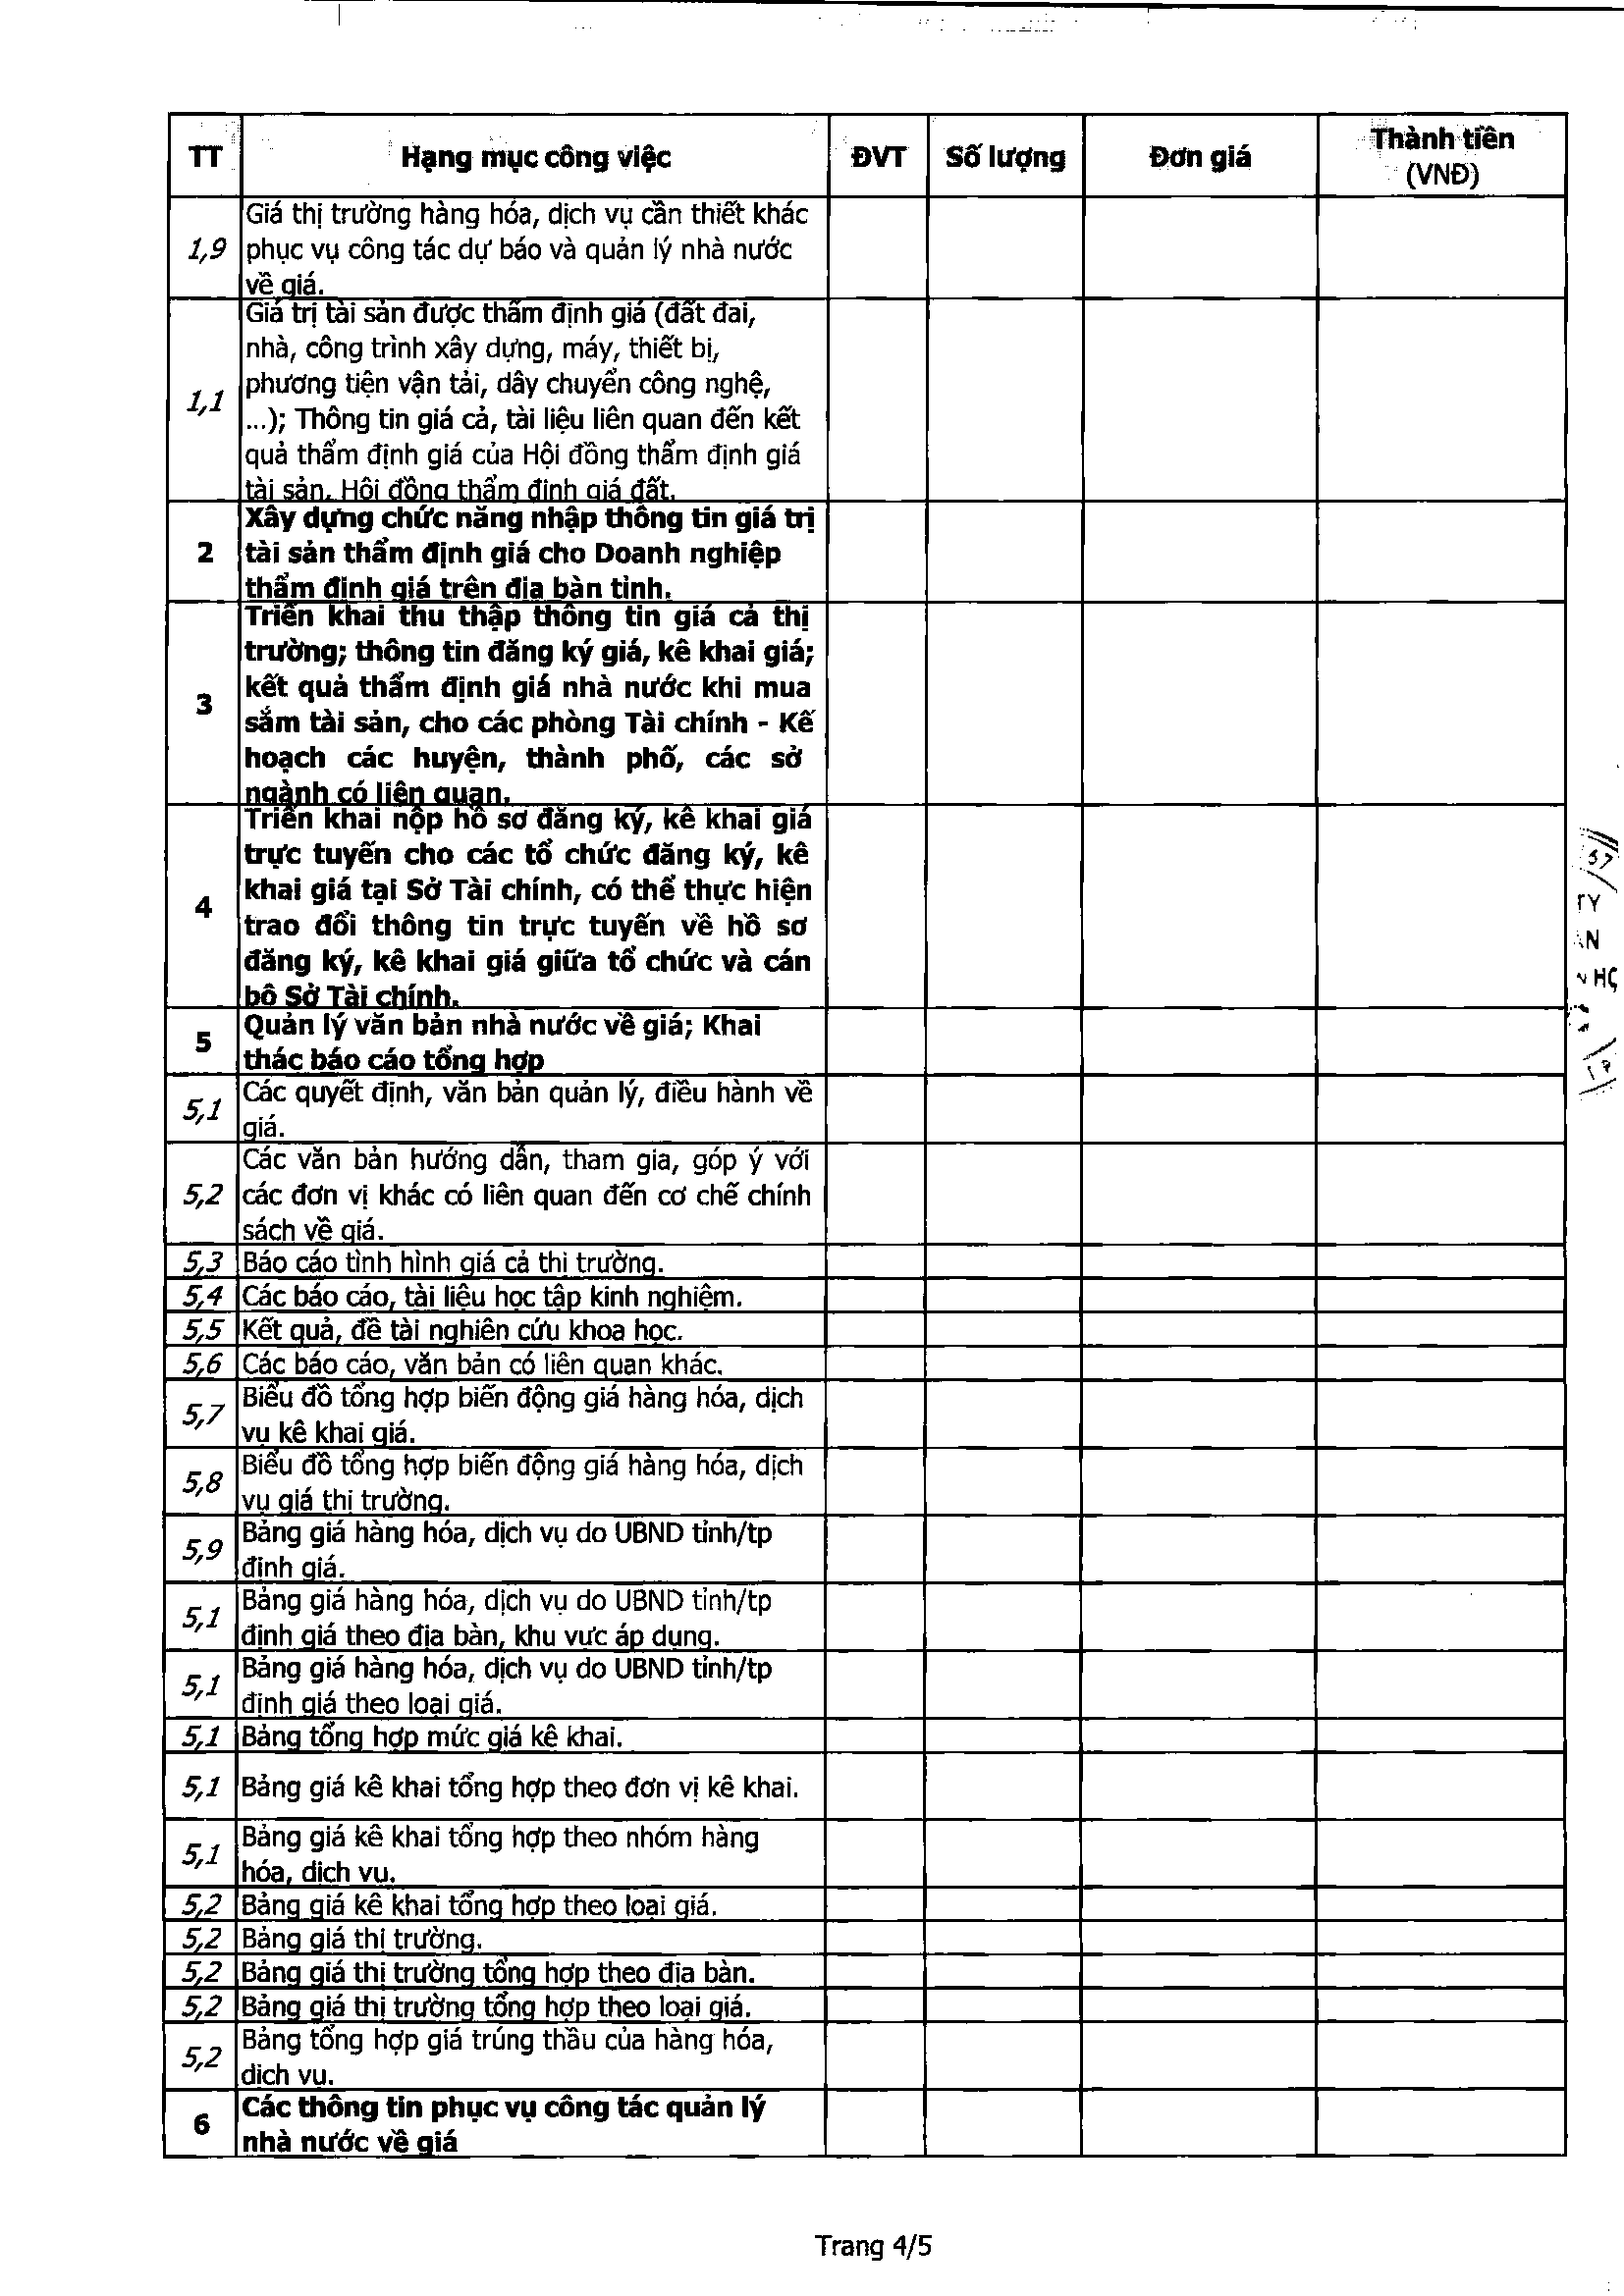 TT Hạng mục công việc ĐVT Số lượng Đơn giá Thành tiền
(VNĐ)
1,9 Giá thị trường hàng hóa, dịch vụ cần thiết khác
phục vụ công tác dự báo và quản lý nhà nước
về giá.
1,1 Giá trị tài sản được thẩm định giá (đất đai,
nhà, công trình xây dựng, máy, thiết bị,
phương tiện vận tải, dây chuyển công nghệ,
...); Thông tin giá cả, tài liệu liên quan đến kết
quả thẩm định giá của Hội đồng thẩm định giá
tài sản. Hội đồng thẩm định giá đất.
2 Xây dựng chức năng nhập thông tin giá trị
tài sản thẩm định giá cho Doanh nghiệp
thẩm định giá trên địa bàn tỉnh.
3 Triển khai thu thập thông tin giá cả thị
trường; thông tin đăng ký giá, kê khai giá;
kết quả thẩm định giá nhà nước khi mua
sắm tài sản, cho các phòng Tài chính - Kế
hoạch các huyện, thành phố, các sở
ngành có liên quan.
4 Triển khai nộp hồ sơ đăng ký, kê khai giá
trực tuyến cho các tổ chức đăng ký, kê
khai giá tại Sở Tài chính, có thể thực hiện
trao đổi thông tin trực tuyến về hồ sơ
đăng ký, kê khai giá giữa tổ chức và cán
bộ Sở Tài chính.
5 Quản lý văn bản nhà nước về giá; Khai
thác báo cáo tổng hợp
5,1 Các quyết định, văn bản quản lý, điều hành về
giá.
5,2 Các văn bản hướng dẫn, tham gia, góp ý với
các đơn vị khác có liên quan đến cơ chế chính
sách về giá.
5,3 Báo cáo tình hình giá cả thị trường.
5,4 Các báo cáo, tài liệu học tập kinh nghiệm.
5,5 Kết quả, đề tài nghiên cứu khoa học.
5,6 Các báo cáo, văn bản có liên quan khác.
5,7 Biểu đồ tổng hợp biến động giá hàng hóa, dịch
vụ kê khai giá.
5,8 Biểu đồ tổng hợp biến động giá hàng hóa, dịch
vụ giá thị trường.
5,9 Bảng giá hàng hóa, dịch vụ do UBND tỉnh/tp
định giá.
5,1 Bảng giá hàng hóa, dịch vụ do UBND tỉnh/tp
định giá theo địa bàn, khu vực áp dụng.
5,1 Bảng giá hàng hóa, dịch vụ do UBND tỉnh/tp
định giá theo loại giá.
5,1 Bảng tổng hợp mức giá kê khai.
5,1 Bảng giá kê khai tổng hợp theo đơn vị kê khai.
5,1 Bảng giá kê khai tổng hợp theo nhóm hàng
hóa, dịch vụ.
5,2 Bảng giá kê khai tổng hợp theo loại giá.
5,2 Bảng giá thị trường.
5,2 Bảng giá thị trường tổng hợp theo địa bàn.
5,2 Bảng giá thị trường tổng hợp theo loại giá.
5,2 Bảng tổng hợp giá trúng thầu của hàng hóa,
dịch vụ.
6 Các thông tin phục vụ công tác quản lý
nhà nước về giá
Trang 4/5